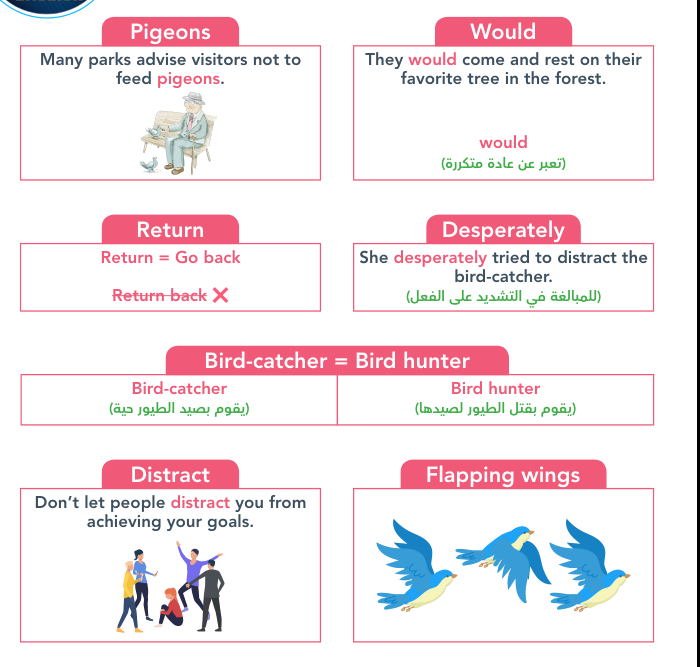 Pigeons
Many parks advise visitors not to
feed pigeons.
Would
They would come and rest on their
favorite tree in the forest.
would
(تعبر عن عادة متكررة)
Return
Return = Go back
Return back ❌
Desperately
She desperately tried to distract the
bird-catcher.
(للمبالغة في التشديد على الفعل)
Bird-catcher = Bird hunter
Bird-catcher
(يقوم بصيد الطيور حية)
Bird hunter
(يقوم بقتل الطيور لصيدها)
Distract
Don’t let people distract you from
achieving your goals.
Flapping wings